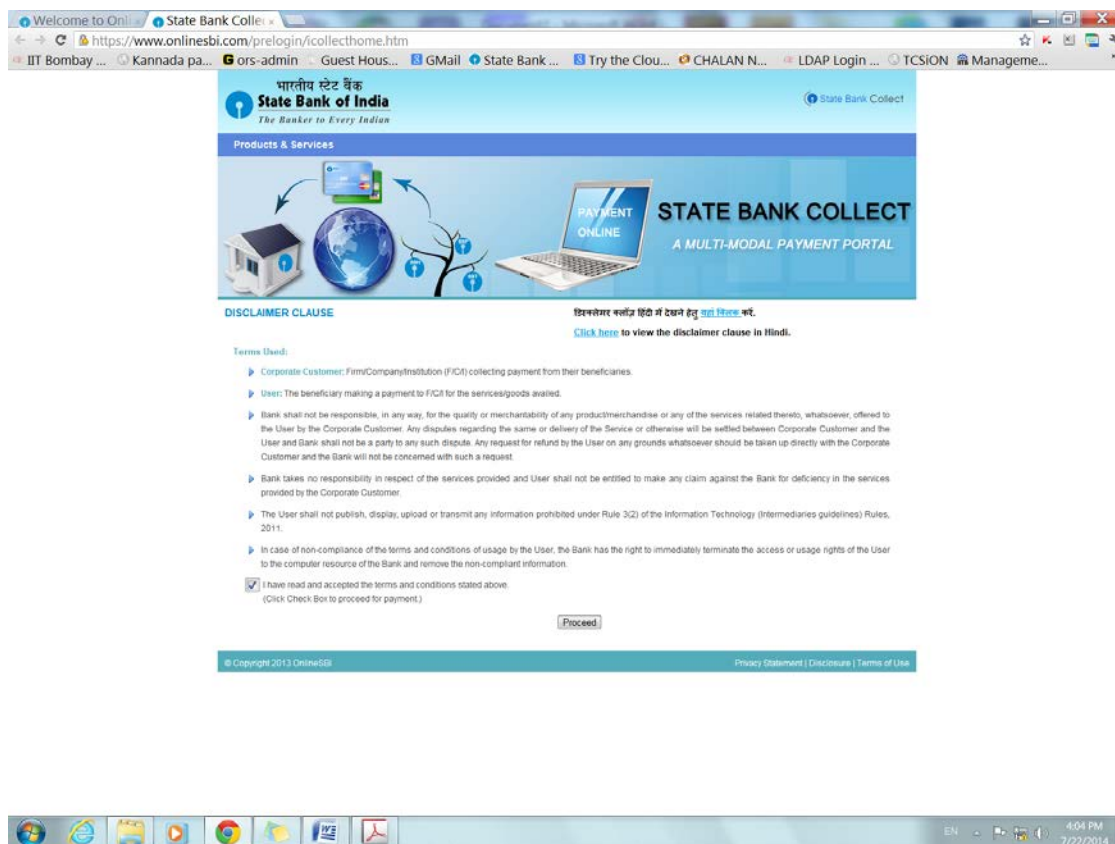 Welcome to Onli
State Bank Collec
https://www.onlinesbi.com/prelogin/icollecthome.htm
IIT Bombay ... Kannada pa... ors-admin Guest Hous... GMail State Bank ... Try the Clou... CHALAN N... LDAP Login ... TCSiON Manageme...
भारतीय स्टेट बैंक
State Bank of India
The Banker to Every Indian
State Bank Collect
Products & Services
PAYMENT
ONLINE
STATE BANK COLLECT
A MULTI-MODAL PAYMENT PORTAL
DISCLAIMER CLAUSE
डिस्क्लेमर क्लॉज़ हिंदी में देखने हेतु यहां क्लिक करें.
Click here to view the disclaimer clause in Hindi.
Terms Used:
Corporate Customer: Firm/Company/Institution (F/C/I) collecting payment from their beneficiaries.
User: The beneficiary making a payment to F/C/I for the services/goods availed.
Bank shall not be responsible, in any way, for the quality or merchantability of any product/merchandise or any of the services related thereto, whatsoever, offered to
the User by the Corporate Customer. Any disputes regarding the same or delivery of the Service or otherwise will be settled between Corporate Customer and the
User and Bank shall not be a party to any such dispute. Any request for refund by the User on any grounds whatsoever should be taken up directly with the Corporate
Customer and the Bank will not be concerned with such a request.
Bank takes no responsibility in respect of the services provided and User shall not be entitled to make any claim against the Bank for deficiency in the services
provided by the Corporate Customer.
The User shall not publish, display, upload or transmit any information prohibited under Rule 3(2) of the Information Technology (Intermediaries guidelines) Rules,
2011.
In case of non-compliance of the terms and conditions of usage by the User, the Bank has the right to immediately terminate the access or usage rights of the User
to the computer resource of the Bank and remove the non-compliant information.
I have read and accepted the terms and conditions stated above.
(Click Check Box to proceed for payment.)
Proceed
© Copyright 2013 OnlineSBI
Privacy Statement | Disclosure | Terms of Use
EN
4:04 PM
7/22/2014